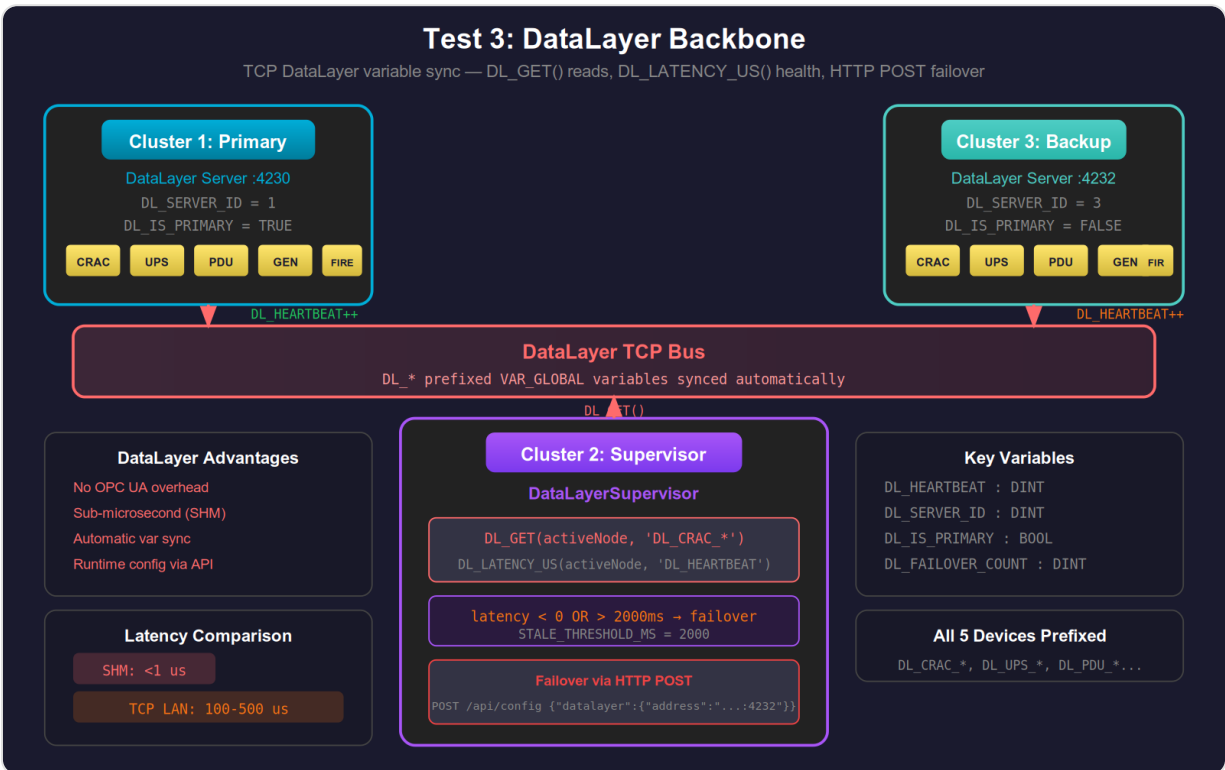 Test 3: DataLayer Backbone
TCP DataLayer variable sync — DL_GET() reads, DL_LATENCY_US() health, HTTP POST failover
Cluster 1: Primary
DataLayer Server :4230
DL_SERVER_ID = 1
DL_IS_PRIMARY = TRUE
CRAC UPS PDU GEN FIRE
DL_HEARTBEAT++
Cluster 3: Backup
DataLayer Server :4232
DL_SERVER_ID = 3
DL_IS_PRIMARY = FALSE
CRAC UPS PDU GEN FIR
DL_HEARTBEAT++
DataLayer TCP Bus
DL_* prefixed VAR_GLOBAL variables synced automatically
DL_GET()
DataLayer Advantages
No OPC UA overhead
Sub-microsecond (SHM)
Automatic var sync
Runtime config via API
Latency Comparison
SHM: <1 us
TCP LAN: 100-500 us
Cluster 2: Supervisor
DataLayerSupervisor
DL_GET(activeNode, 'DL_CRAC_*')
DL_LATENCY_US(activeNode, 'DL_HEARTBEAT')
latency < 0 OR > 2000ms → failover
STALE_THRESHOLD_MS = 2000
Failover via HTTP POST
POST /api/config {"datalayer":{"address":"...:4232"}}
Key Variables
DL_HEARTBEAT : DINT
DL_SERVER_ID : DINT
DL_IS_PRIMARY : BOOL
DL_FAILOVER_COUNT : DINT
All 5 Devices Prefixed
DL_CRAC_*, DL_UPS_*, DL_PDU_*...